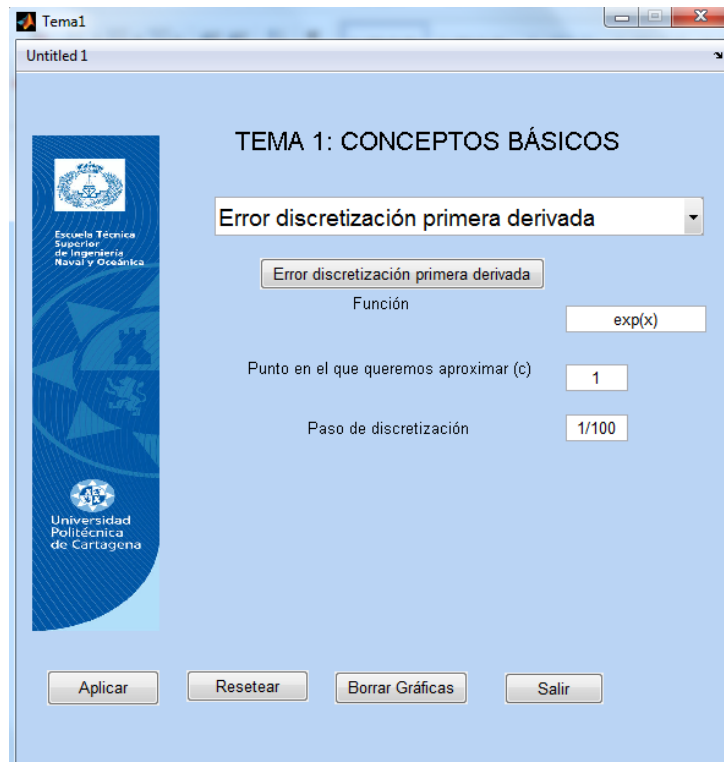 Tema1
Untitled 1
TEMA 1: CONCEPTOS BÁSICOS
Error discretización primera derivada
Error discretización primera derivada
Función
exp(x)
Punto en el que queremos aproximar (c)
1
Paso de discretización
1/100
Escuela Técnica
Superior
de Ingeniería
Naval y Oceánica
Universidad
Politécnica
de Cartagena
Aplicar
Resetear
Borrar Gráficas
Salir